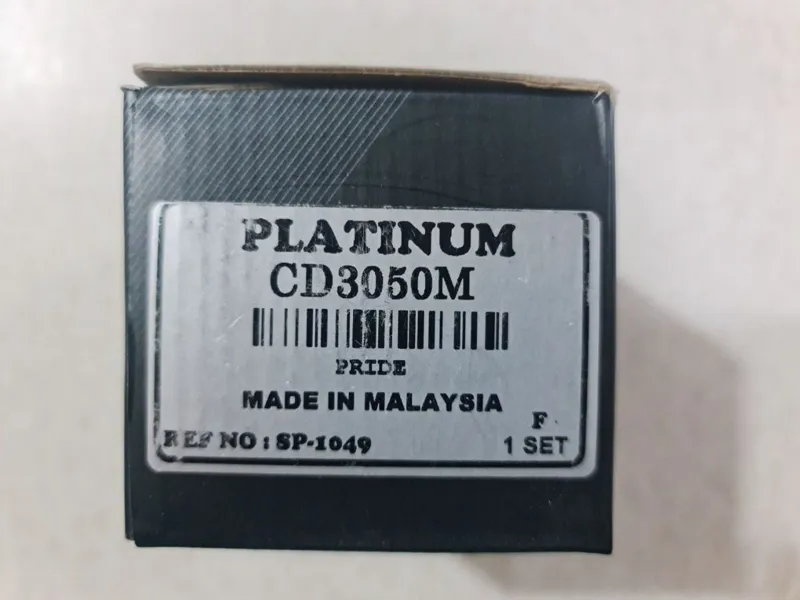 PLATINUM
CD3050M
PRIDE
MADE IN MALAYSIA
F
REF NO : SP-1049
1 SET